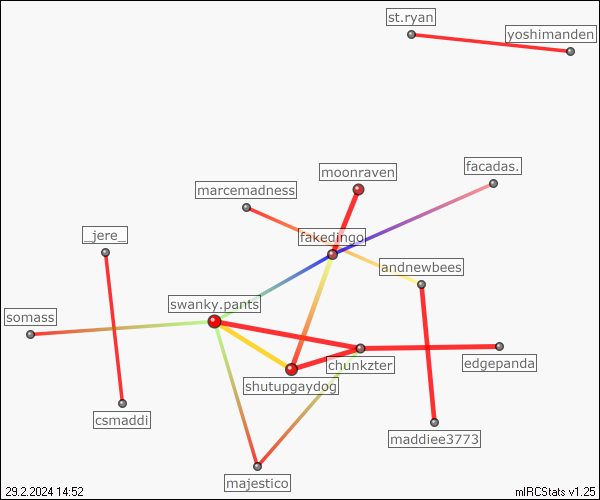 st.ryan
yoshimanden
moonraven
facadas.
marcemadness
_jere_
fakedingo
andnewbees
swanky.pants
somass
chunkzter
edgepanda
shutupgaydog
csmaddi
maddiee3773
majestico
29.2.2024 14:52
mIRCStats v1.25